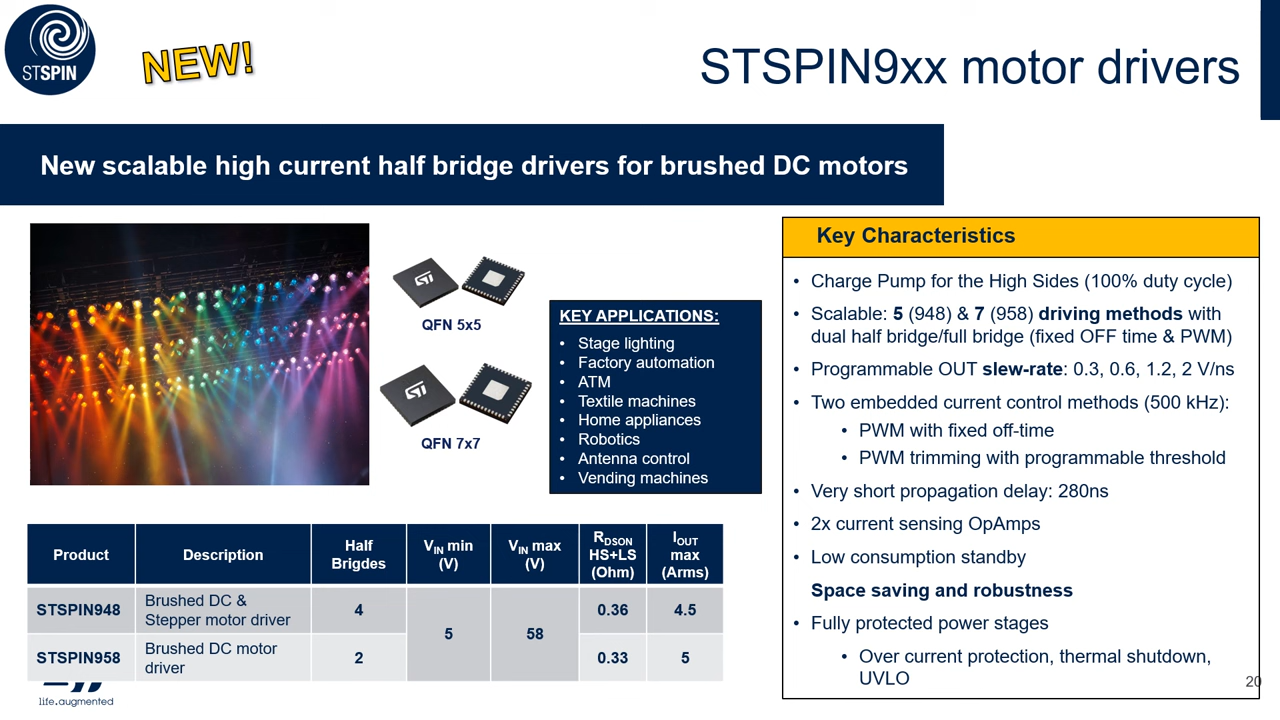 STSPIN
NEW!
STSPIN9xx motor drivers
New scalable high current half bridge drivers for brushed DC motors
QFN 5x5
QFN 7x7
KEY APPLICATIONS:
• Stage lighting
• Factory automation
• ATM
• Textile machines
• Home appliances
• Robotics
• Antenna control
• Vending machines
Key Characteristics
• Charge Pump for the High Sides (100% duty cycle)
• Scalable: 5 (948) & 7 (958) driving methods with
dual half bridge/full bridge (fixed OFF time & PWM)
• Programmable OUT slew-rate: 0.3, 0.6, 1.2, 2 V/ns
• Two embedded current control methods (500 kHz):
• PWM with fixed off-time
• PWM trimming with programmable threshold
• Very short propagation delay: 280ns
• 2x current sensing OpAmps
• Low consumption standby
Space saving and robustness
• Fully protected power stages
• Over current protection, thermal shutdown,
UVLO
Product Description Half Brigdes VIN min (V) VIN max (V) RDSON HS+LS (Ohm) IOUT max (Arms)
STSPIN948 Brushed DC & Stepper motor driver 4 5 58 0.36 4.5
STSPIN958 Brushed DC motor driver 2 0.33 5
life.augmented
20